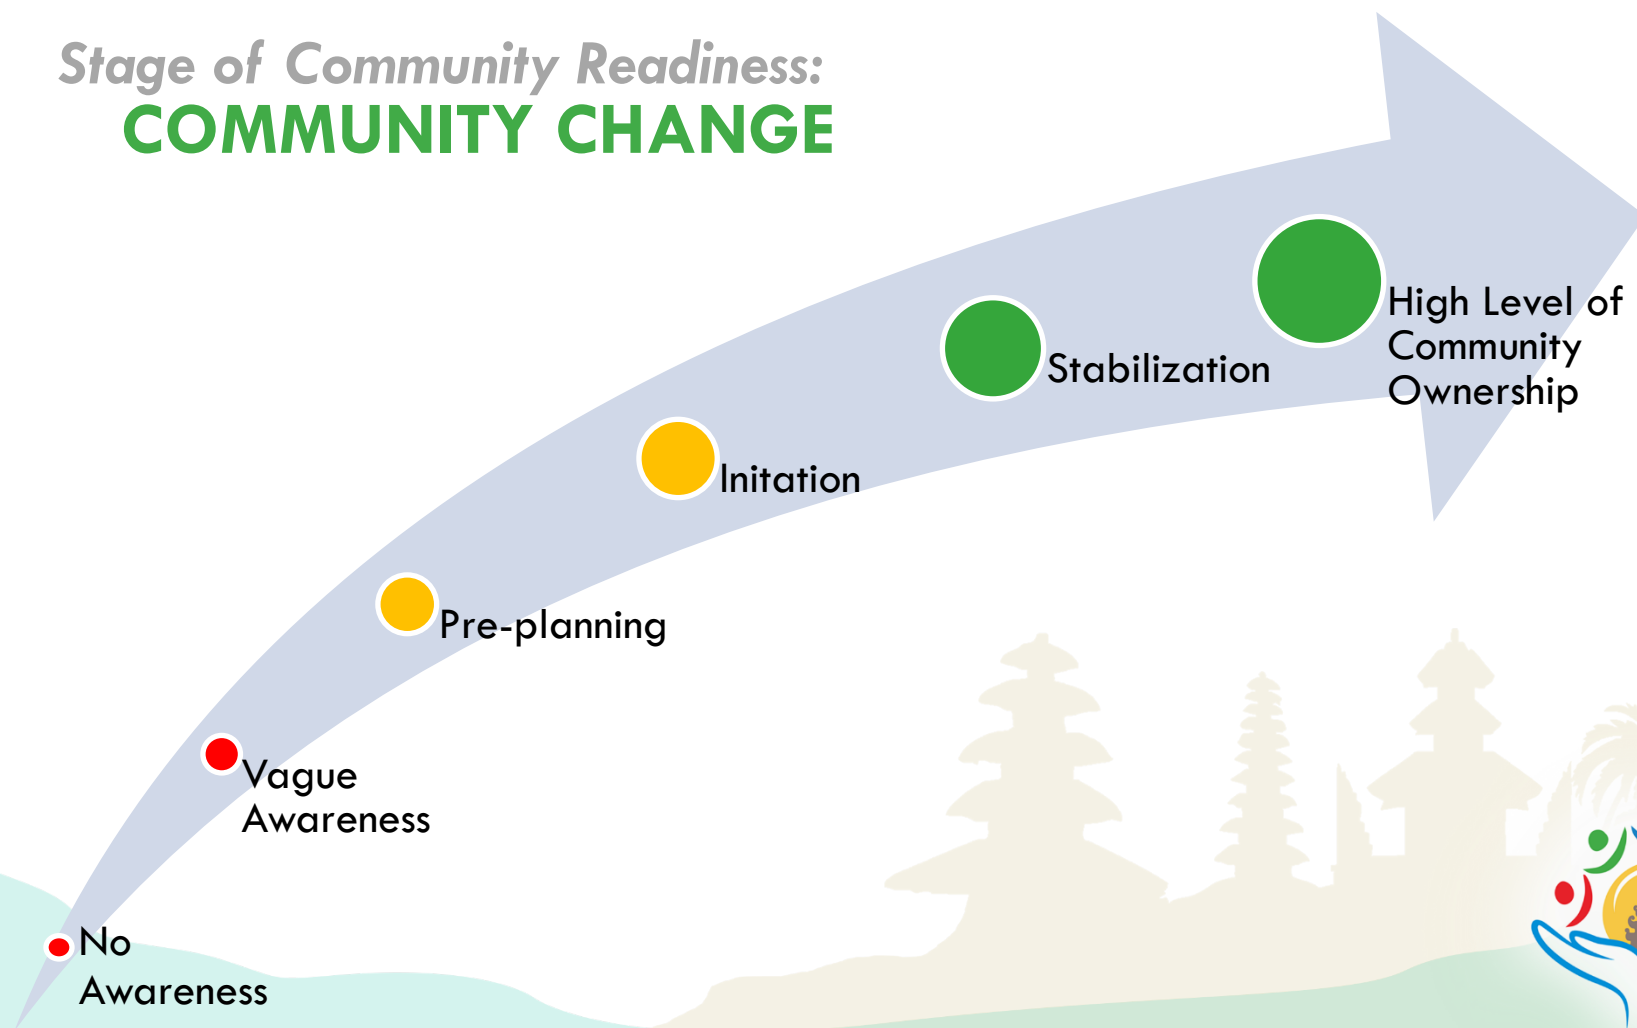 Stage of Community Readiness:
COMMUNITY CHANGE
High Level of
Community
Ownership
Stabilization
Initation
Pre-planning
Vague
Awareness
No
Awareness